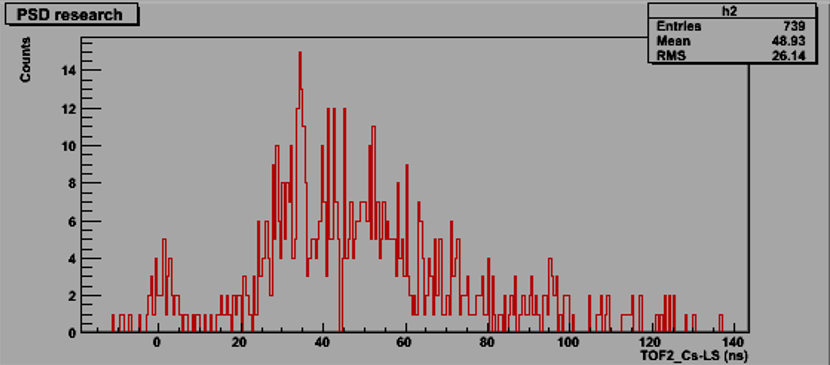 PSD research
h2
Entries 739
Mean 48.93
RMS 26.14
Counts
14
12
10
8
6
4
2
0
0 20 40 60 80 100 120 140
TOF2_Cs-LS (ns)